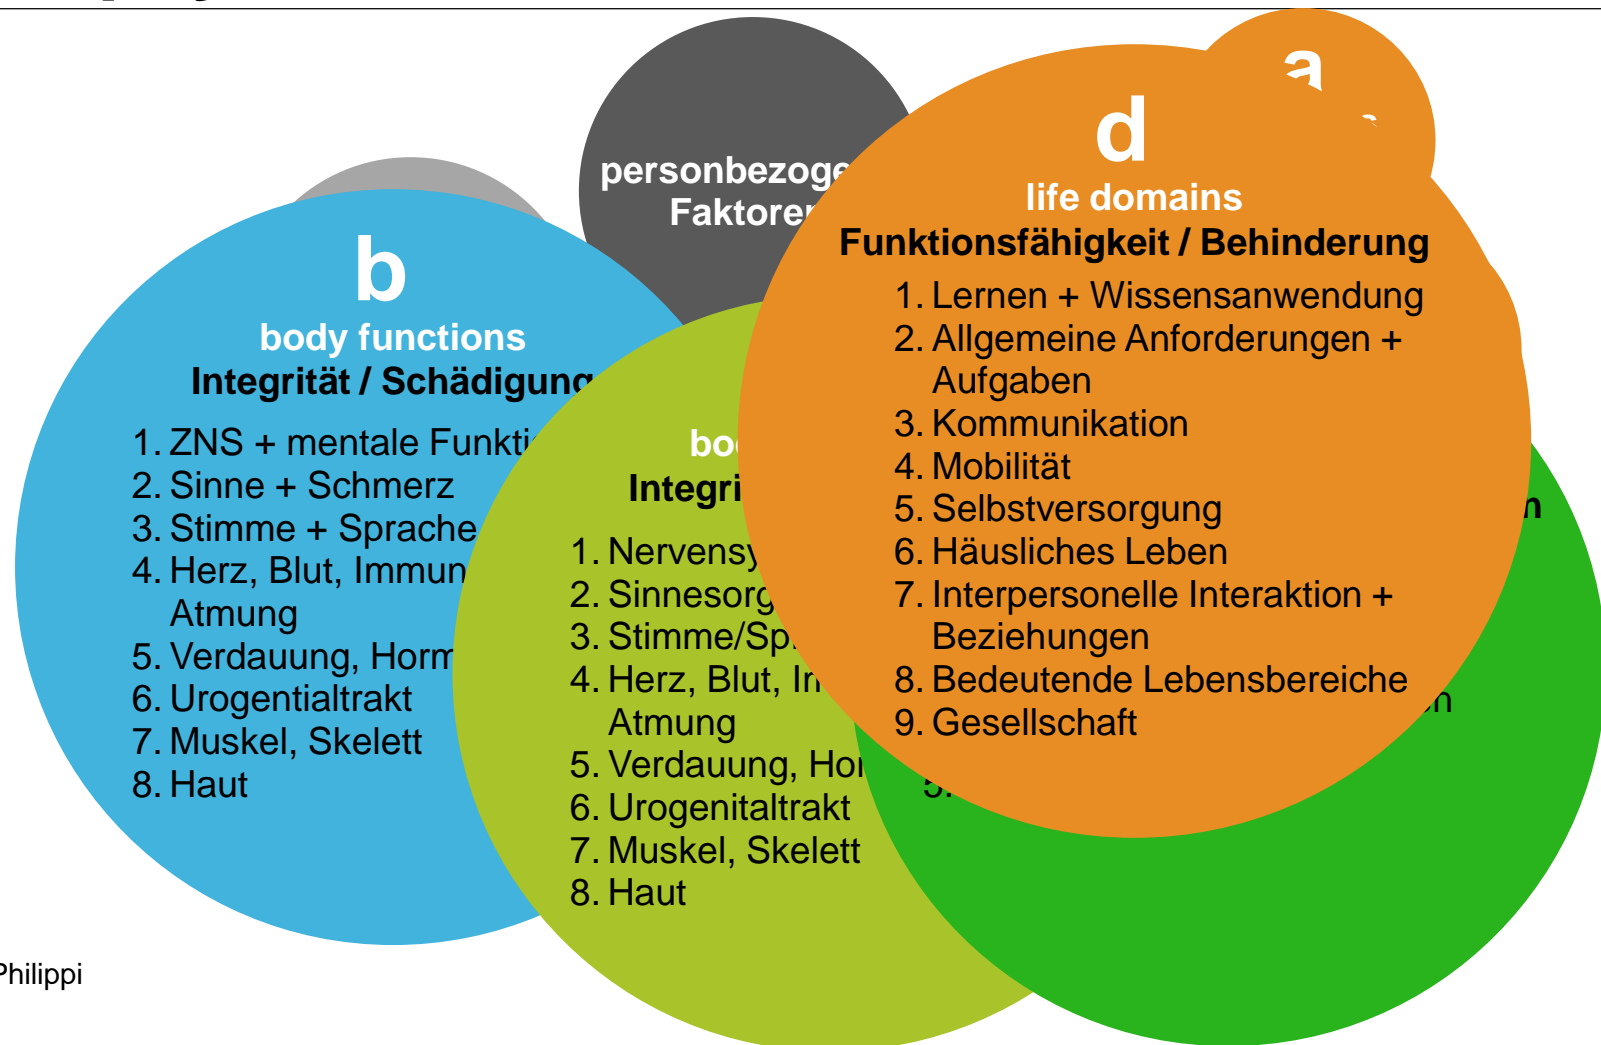 a
personbezoge
Faktoren
d
life domains
Funktionsfähigkeit / Behinderung
1. Lernen + Wissensanwendung
2. Allgemeine Anforderungen +
Aufgaben
3. Kommunikation
4. Mobilität
5. Selbstversorgung
6. Häusliches Leben
7. Interpersonelle Interaktion +
Beziehungen
8. Bedeutende Lebensbereiche
9. Gesellschaft
b
body functions
Integrität / Schädigung
1. ZNS + mentale Funkti
2. Sinne + Schmerz
3. Stimme + Sprache
4. Herz, Blut, Immun
Atmung
5. Verdauung, Horm
6. Urogentialtrakt
7. Muskel, Skelett
8. Haut
bo
Integri
1. Nervensy
2. Sinnesorg
3. Stimme/Sp
4. Herz, Blut, Im
Atmung
5. Verdauung, Hor
6. Urogenitaltrakt
7. Muskel, Skelett
8. Haut
n
n
5.
Philippi